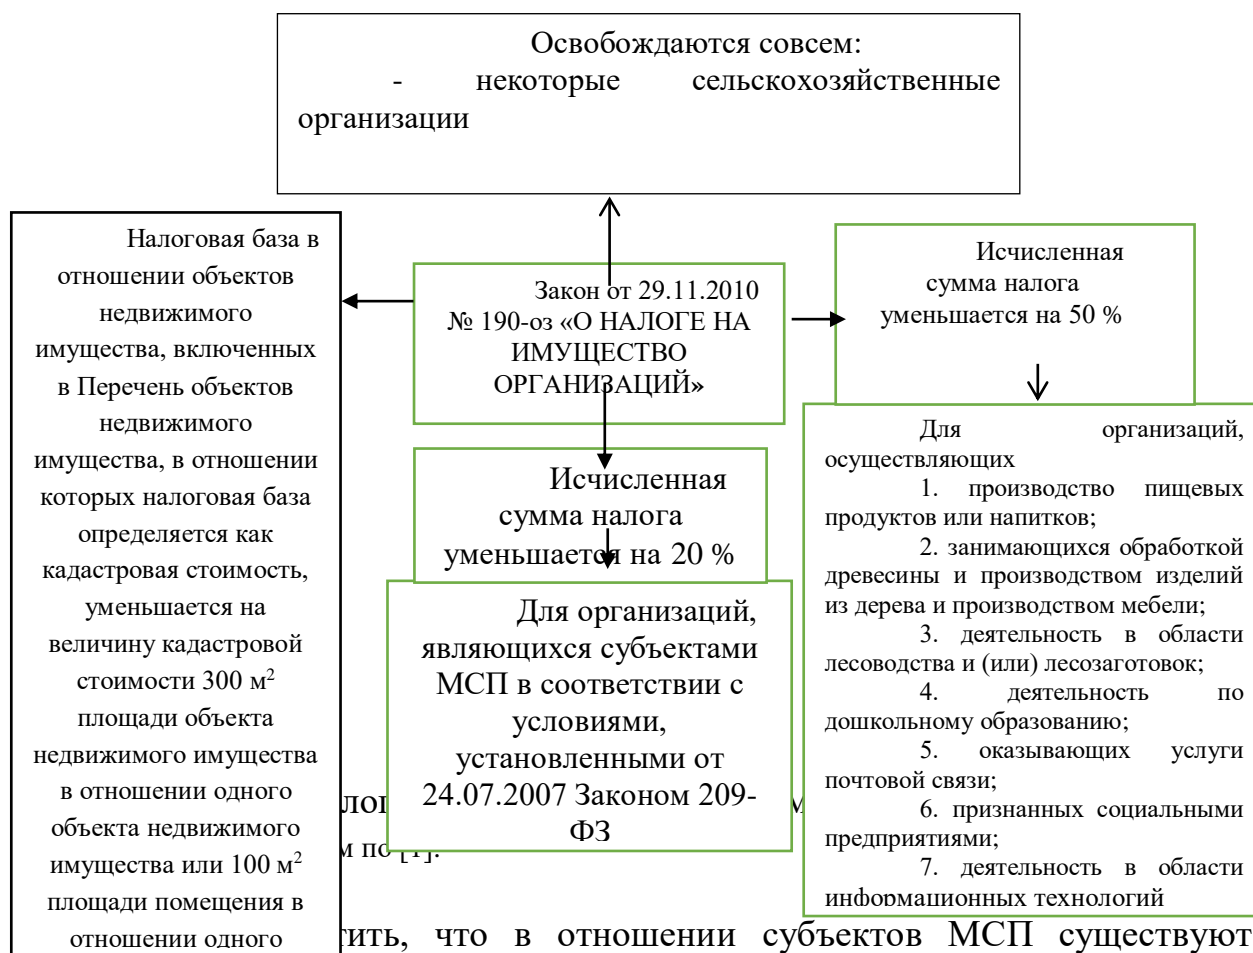 Освобождаются совсем:
- некоторые сельскохозяйственные
организации
Налоговая база в
отношении объектов
недвижимого
имущества, включенных
в Перечень объектов
недвижимого
имущества, в отношении
которых налоговая база
определяется как
кадастровая стоимость,
уменьшается на
величину кадастровой
стоимости 300 м²
площади объекта
недвижимого имущества
в отношении одного
объекта недвижимого
имущества или 100 м²
площади помещения в
отношении одного
Закон от 29.11.2010
№ 190-оз «О НАЛОГЕ НА
ИМУЩЕСТВО
ОРГАНИЗАЦИЙ»
Исчисленная
сумма налога
уменьшается на 20 %
Для организаций,
являющихся субъектами
МСП в соответствии с
условиями,
установленными от
24.07.2007 Законом 209-
ФЗ
Исчисленная
сумма налога
уменьшается на 50 %
Для организаций,
осуществляющих
1. производство пищевых
продуктов или напитков;
2. занимающихся обработкой
древесины и производством изделий
из дерева и производством мебели;
3. деятельность в области
лесоводства и (или) лесозаготовок;
4. деятельность по
дошкольному образованию;
5. оказывающих услуги
почтовой связи;
6. признанных социальными
предприятиями;
7. деятельность в области
информационных технологий
м по [1].
тить, что в отношении субъектов МСП существуют